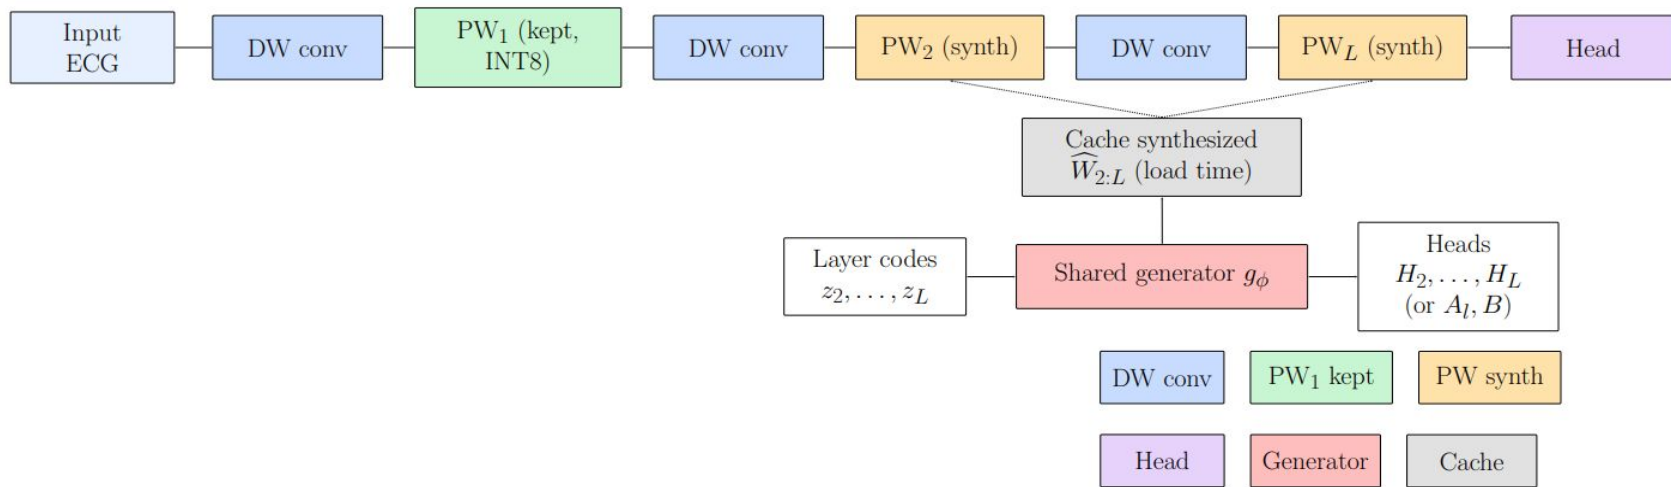 Input
ECG
DW conv
PW₁ (kept,
INT8)
DW conv
PW₂ (synth)
DW conv
PW_L (synth)
Head
Cache synthesized
Ŵ₂:L (load time)
Layer codes
z₂, . . . , z_L
Shared generator g_ϕ
Heads
H₂, . . . , H_L
(or A_l, B)
DW conv
PW₁ kept
PW synth
Head
Generator
Cache